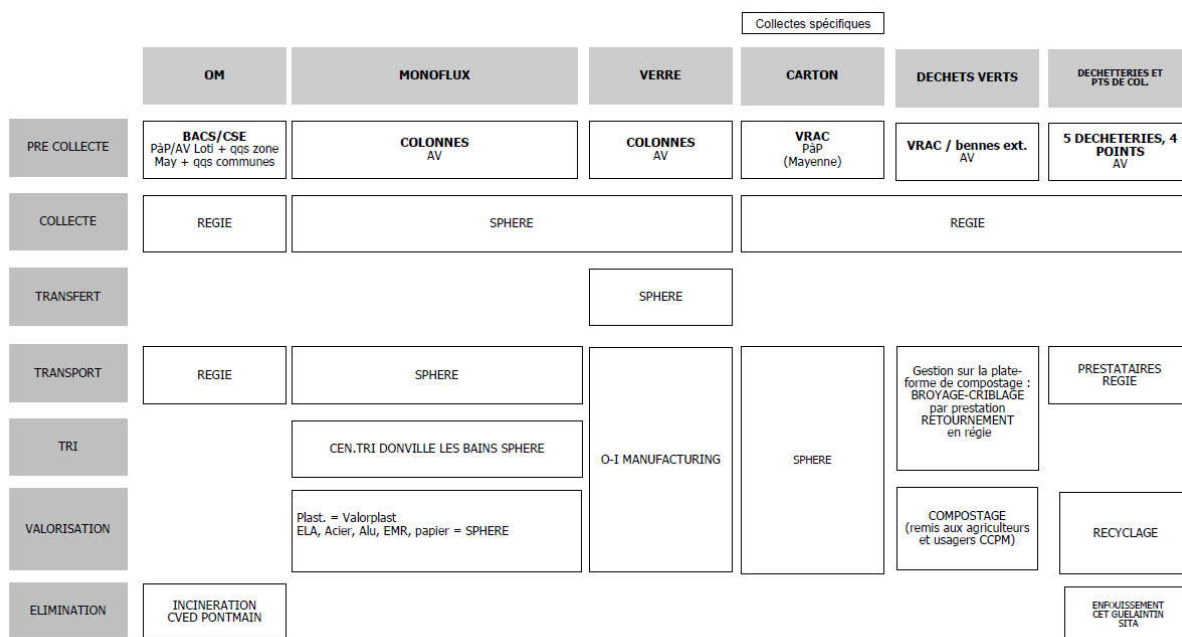 Collectes spécifiques
OM
MONOFLUX
VERRE
CARTON
DECHETS VERTS
DECHETTERIES ET
PTS DE COL.
PRE COLLECTE
BACS/CSE
PàP/AV Loti + qqs zone
May + qqs communes
COLONNES
AV
COLONNES
AV
VRAC
PàP
(Mayenne)
VRAC / bennes ext.
AV
5 DECHETERIES, 4
POINTS
AV
COLLECTE
REGIE
SPHERE
REGIE
TRANSFERT
SPHERE
TRANSPORT
REGIE
SPHERE
O-I MANUFACTURING
SPHERE
Gestion sur la plate-
forme de compostage :
BROYAGE-CRIBLAGE
par prestation
RETOURNEMENT
en régie
PRESTATAIRES
REGIE
TRI
CEN.TRI DONVILLE LES BAINS SPHERE
VALORISATION
Plast. = Valorplast
ELA, Acier, Alu, EMR, papier = SPHERE
COMPOSTAGE
(remis aux agriculteurs
et usagers CCPM)
RECYCLAGE
ELIMINATION
INCINERATION
CVED PONTMAIN
ENFOUISSEMENT
CET GUELAINTIN
SITA